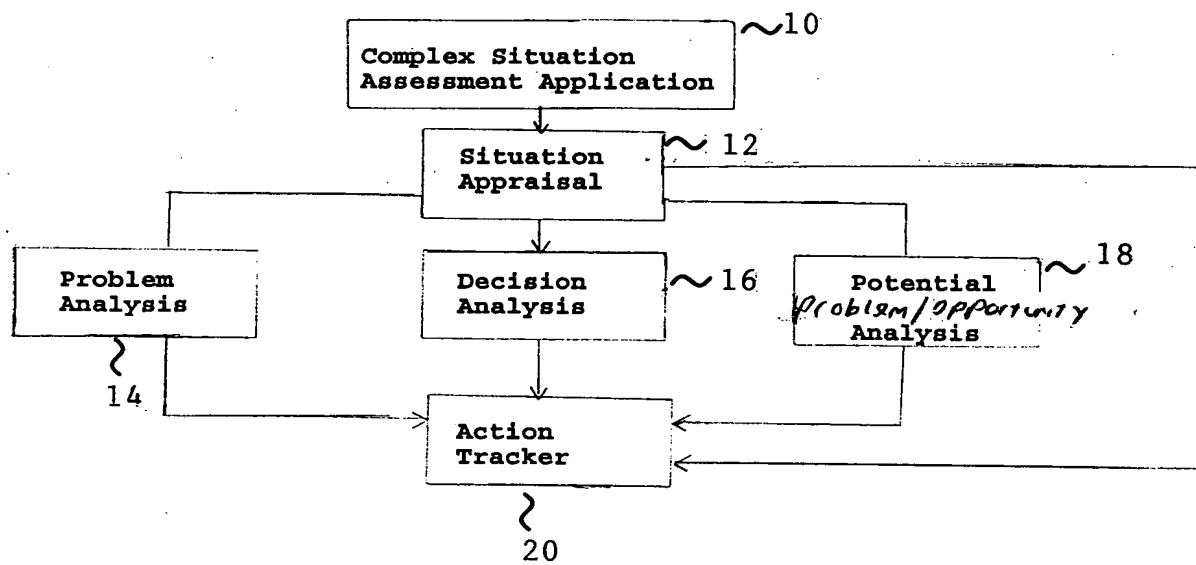 10
Complex Situation
Assessment Application
12
Situation
Appraisal
Problem
Analysis
14
Decision
Analysis
16
18
Potential
Problem/Opportunity
Analysis
Action
Tracker
20